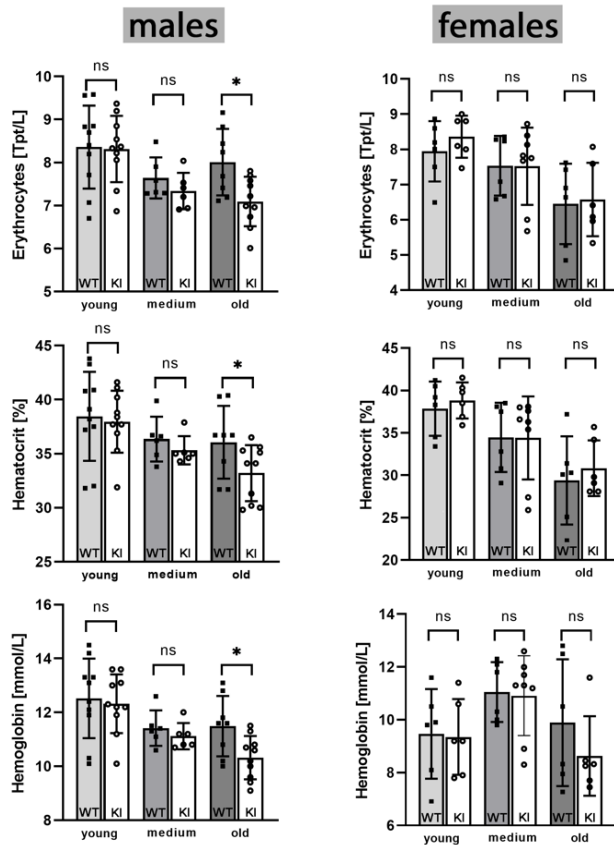 males
females
ns ns *
Erythrocytes [Tpt/L]
10
9
8
7
6
5
WT KI WT KI WT KI
young medium old
ns ns ns
Erythrocytes [Tpt/L]
10
9
8
7
6
5
4
WT KI WT KI WT KI
young medium old
ns ns *
Hematocrit [%]
45
40
35
30
25
WT KI WT KI WT KI
young medium old
ns ns ns
Hematocrit [%]
45
40
35
30
25
20
WT KI WT KI WT KI
young medium old
ns ns *
Hemoglobin [mmol/L]
16
14
12
10
8
WT KI WT KI WT KI
young medium old
ns ns ns
Hemoglobin [mmol/L]
14
12
10
8
6
WT KI WT KI WT KI
young medium old